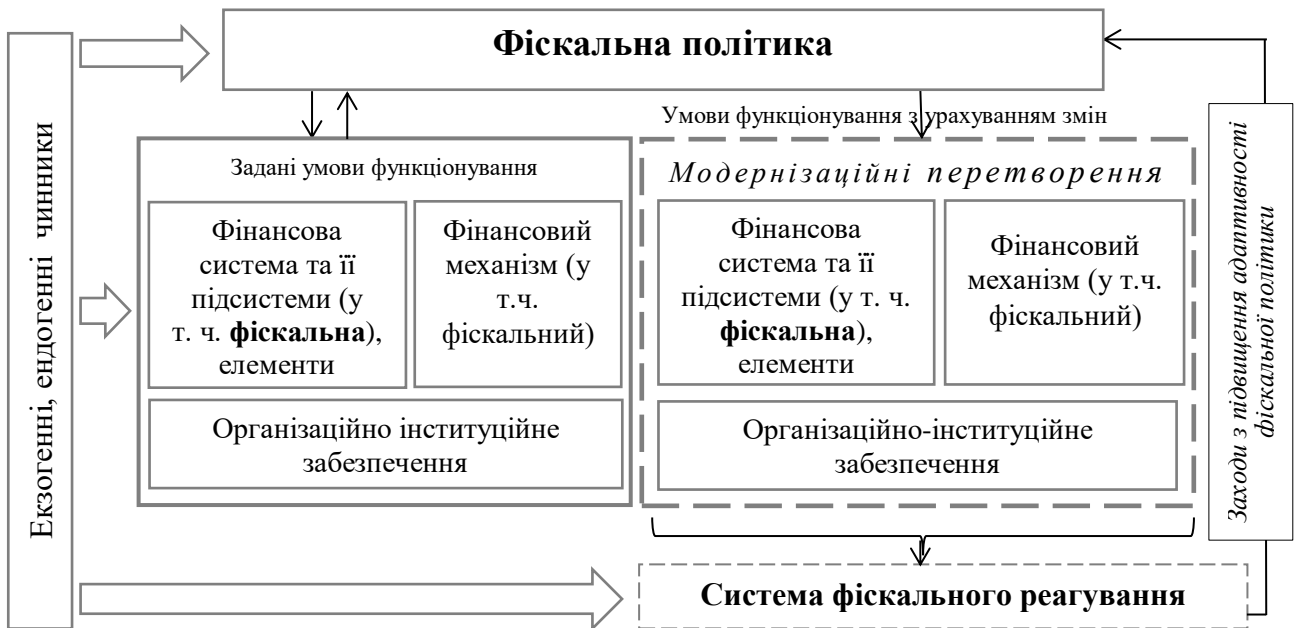 Фіскальна політика
Екзогенні, ендогенні чинники
Умови функціонування з урахуванням змін
Задані умови функціонування
Фінансова
система та її
підсистеми (у
т. ч. фіскальна),
елементи
Фінансовий
механізм (у
т.ч.
фіскальний)
Організаційно інституційне
забезпечення
Модернізаційні перетворення
Фінансова
система та її
підсистеми (у т. ч.
фіскальна),
елементи
Фінансовий
механізм (у т.ч.
фіскальний)
Організаційно-інституційне
забезпечення
Заходи з підвищення адаптивності
фіскальної політики
Система фіскального реагування